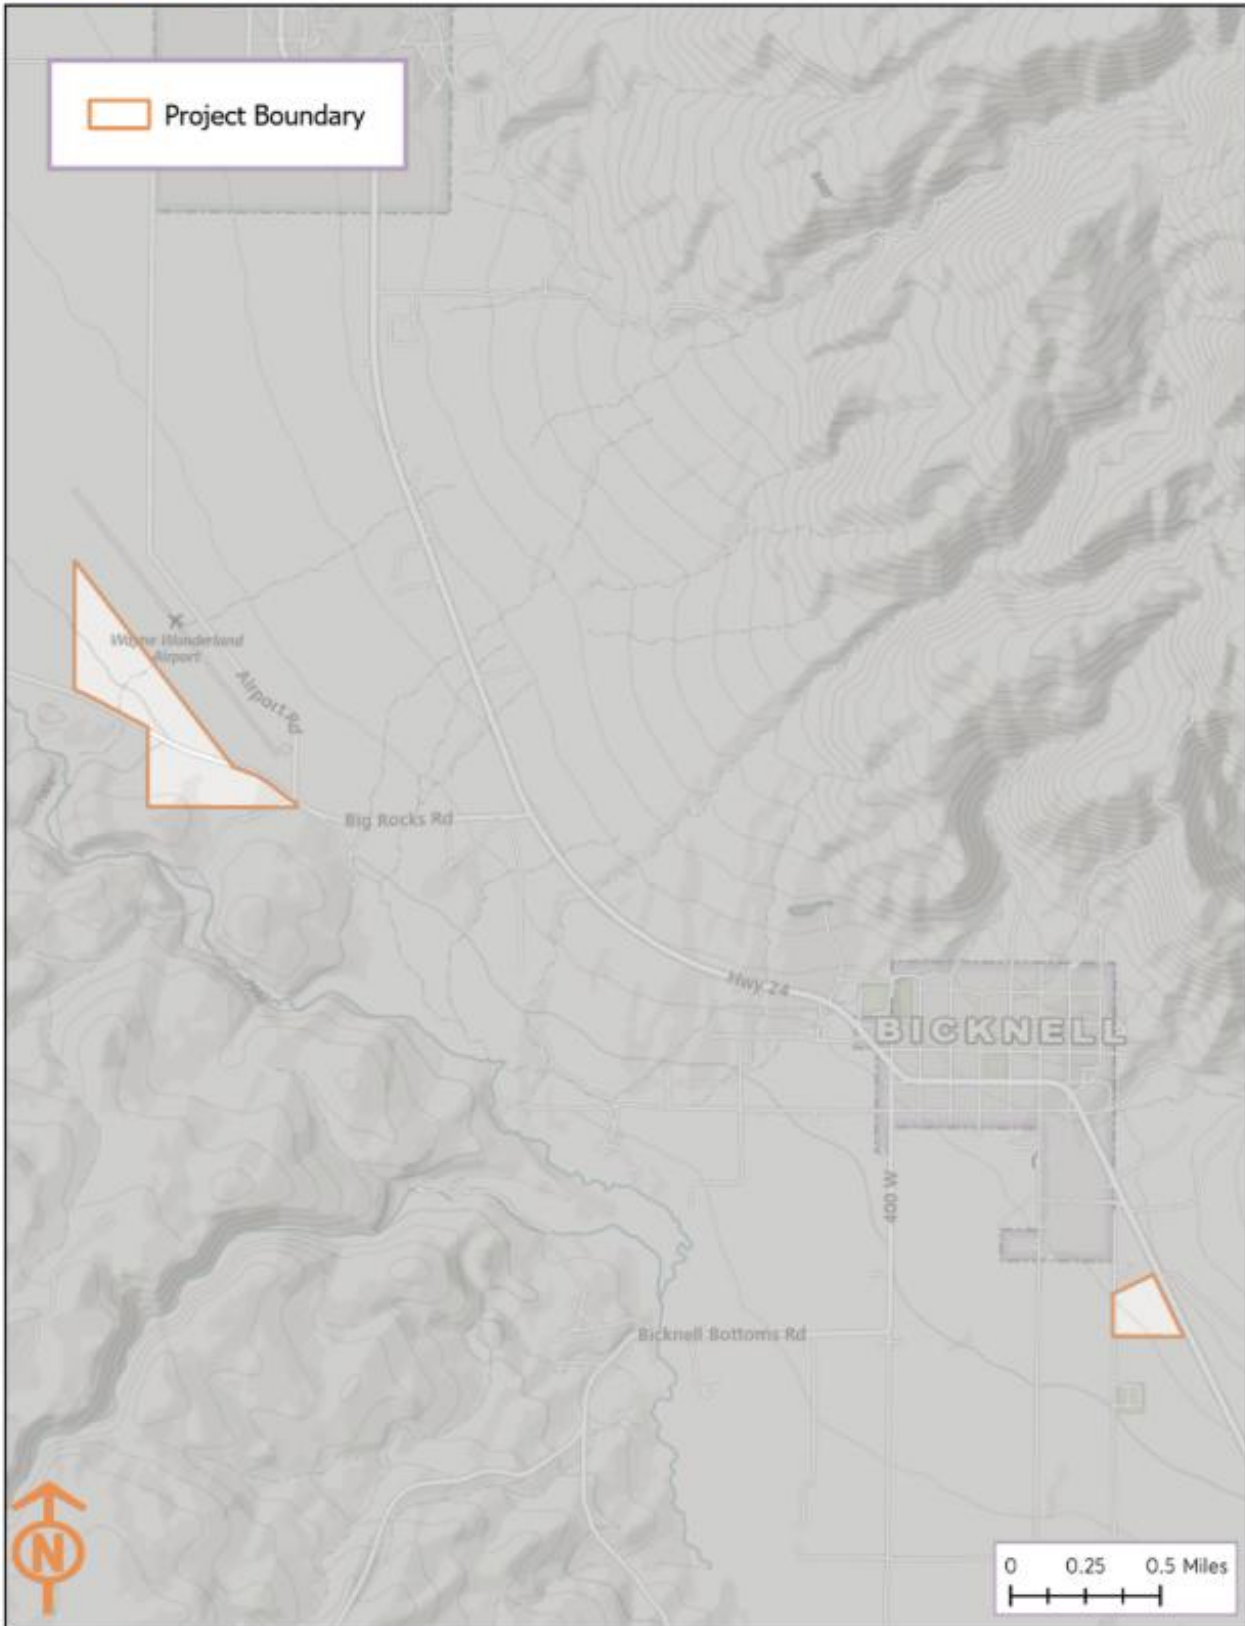 Project Boundary
Wayne Wonderland
Airport
Airport Rd
Big Rocks Rd
Hwy 24
BICKNELL
400 W
Bicknell Bottoms Rd
N
0 0.25 0.5 Miles